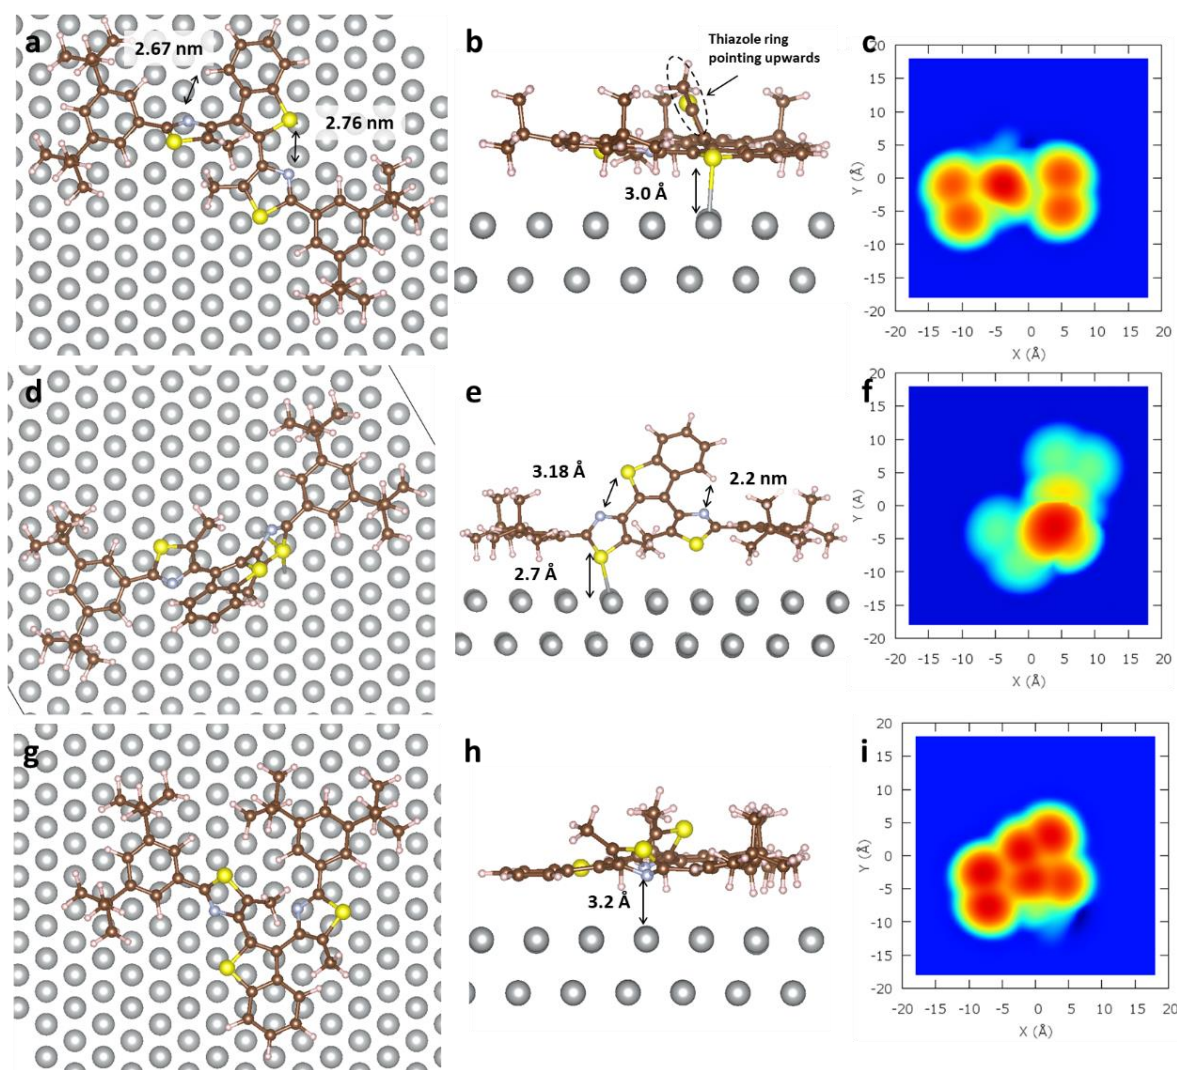 a
2.67 nm
2.76 nm
b
Thiazole ring
pointing upwards
3.0 Å
c
20
15
10
5
0
-5
-10
-15
-20
Y (Å)
-20 -15 -10 -5 0 5 10 15 20
X (Å)
d
e
3.18 Å
2.2 nm
2.7 Å
f
20
15
10
5
0
-5
-10
-15
-20
Y (Å)
-20 -15 -10 -5 0 5 10 15 20
X (Å)
g
h
3.2 Å
i
20
15
10
5
0
-5
-10
-15
-20
Y (Å)
-20 -15 -10 -5 0 5 10 15 20
X (Å)